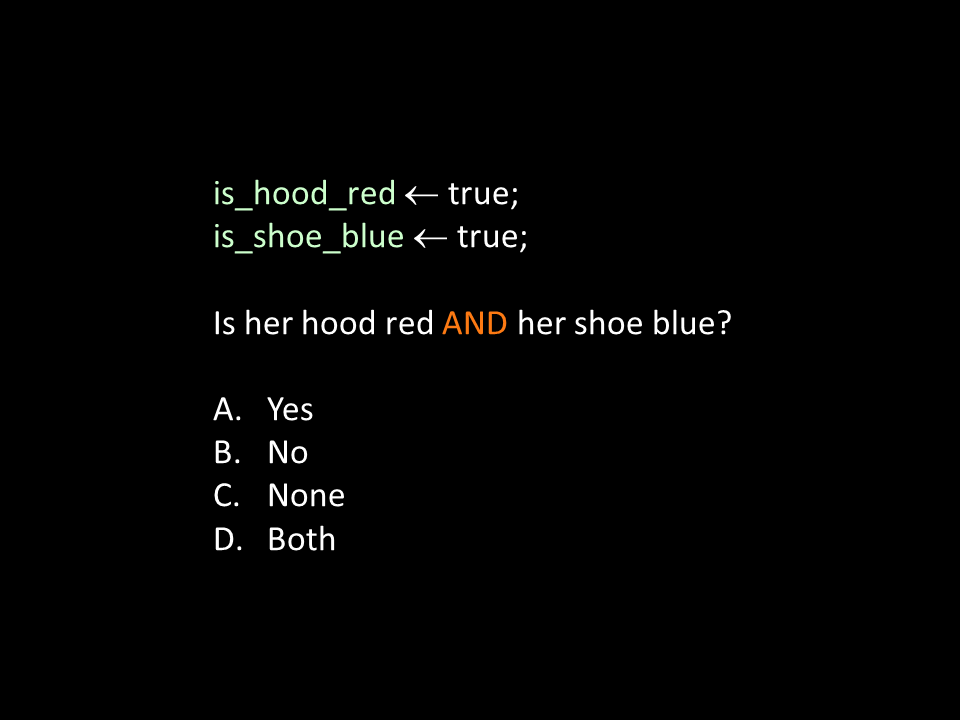 is_hood_red ← true;
is_shoe_blue ← true;
Is her hood red AND her shoe blue?
A. Yes
B. No
C. None
D. Both